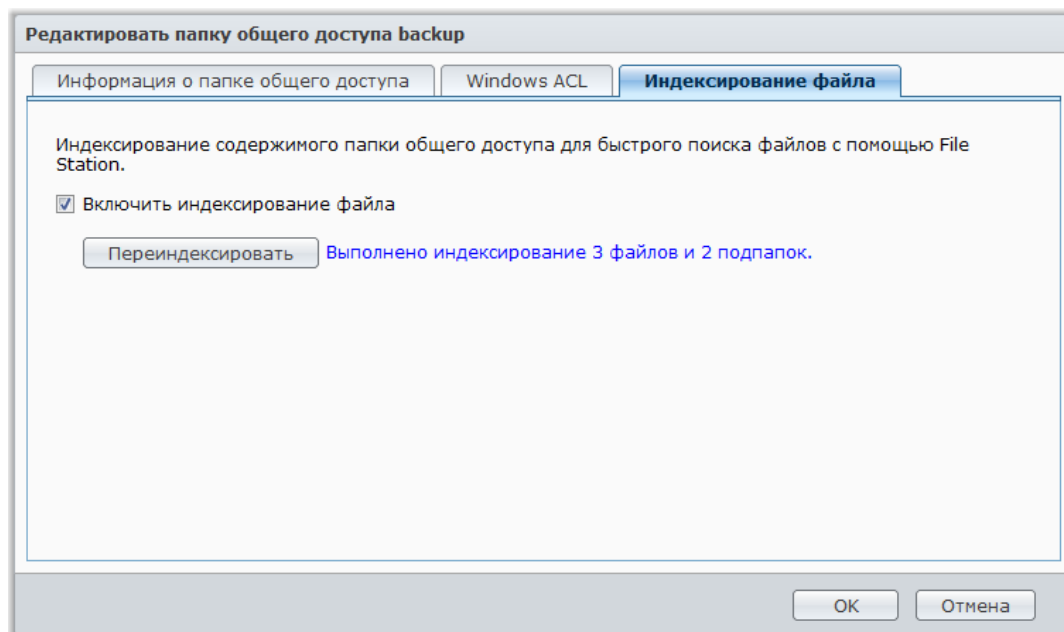 Редактировать папку общего доступа backup
Информация о папке общего доступа
Windows ACL
Индексирование файла
Индексирование содержимого папки общего доступа для быстрого поиска файлов с помощью File
Station.
Включить индексирование файла
Переиндексировать
Выполнено индексирование 3 файлов и 2 подпапок.
OK
Отмена